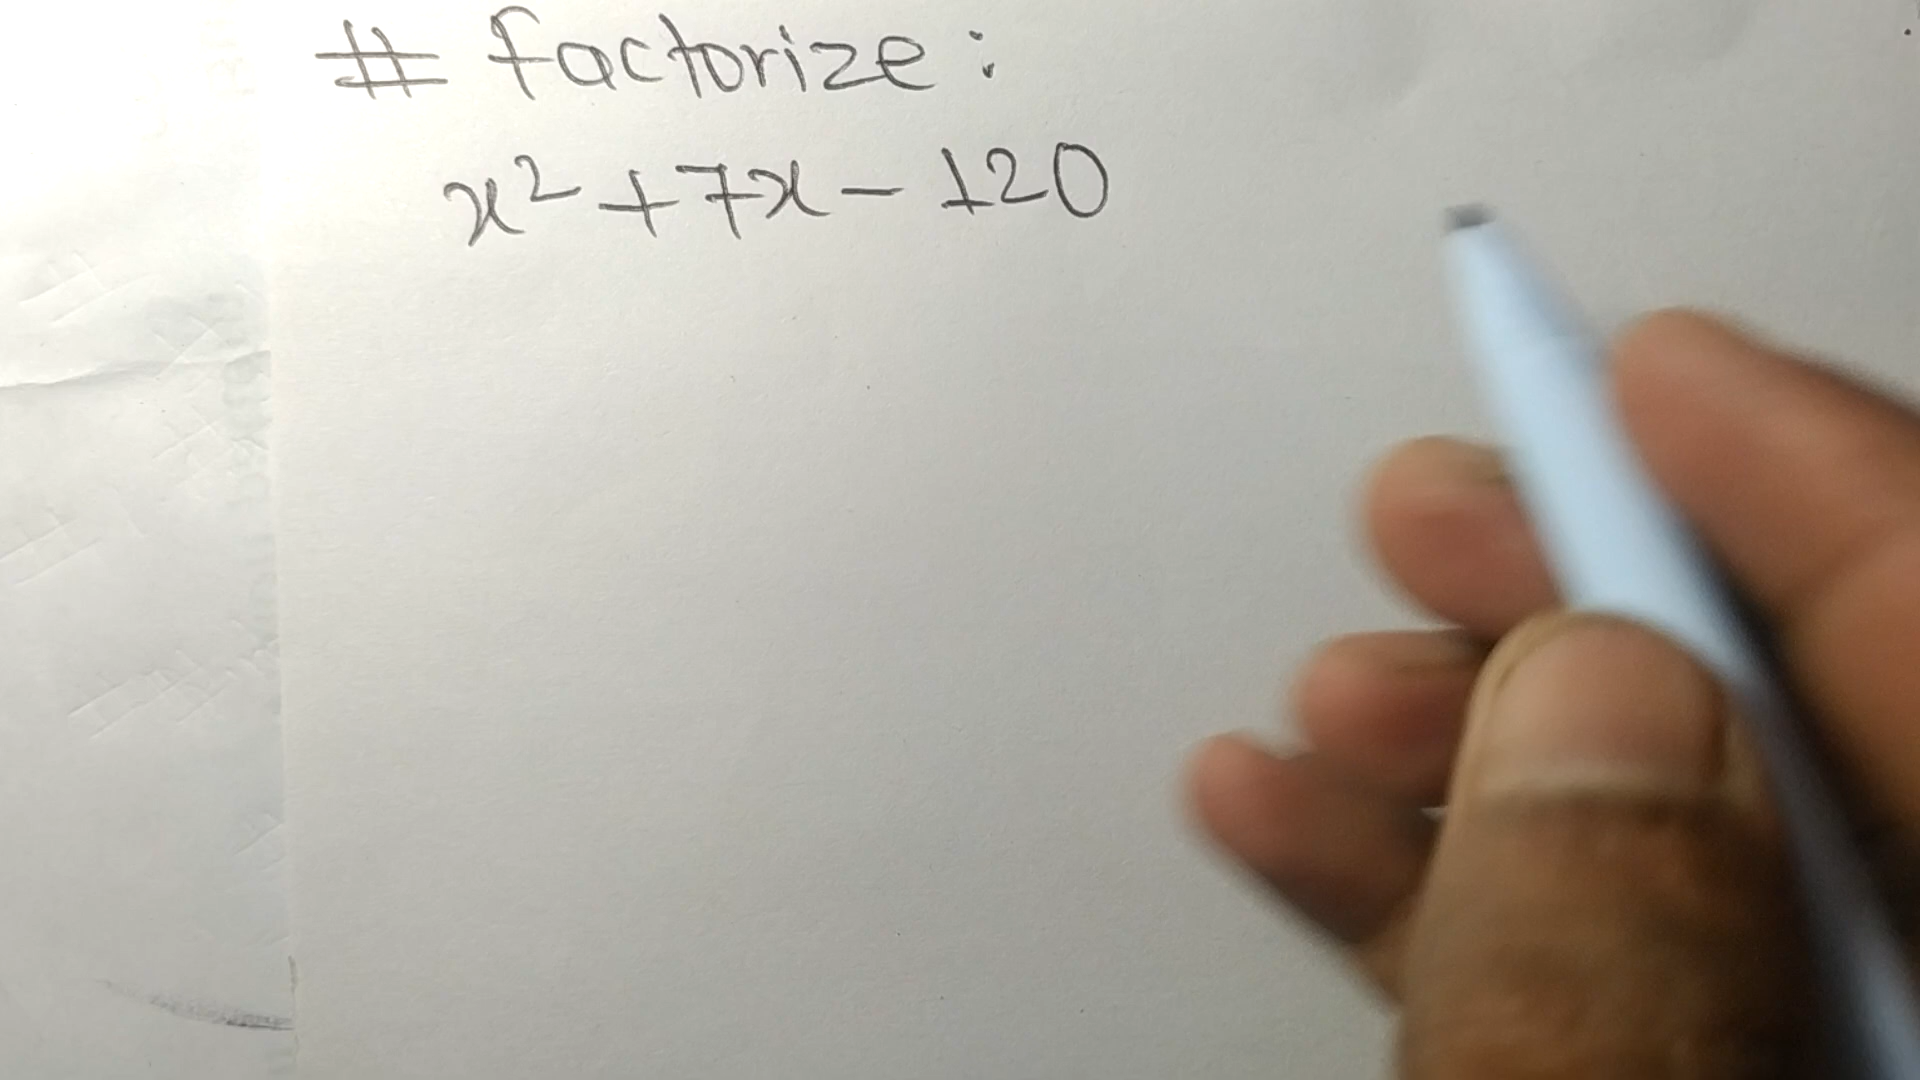 # factorize:
x² + 7x - 120